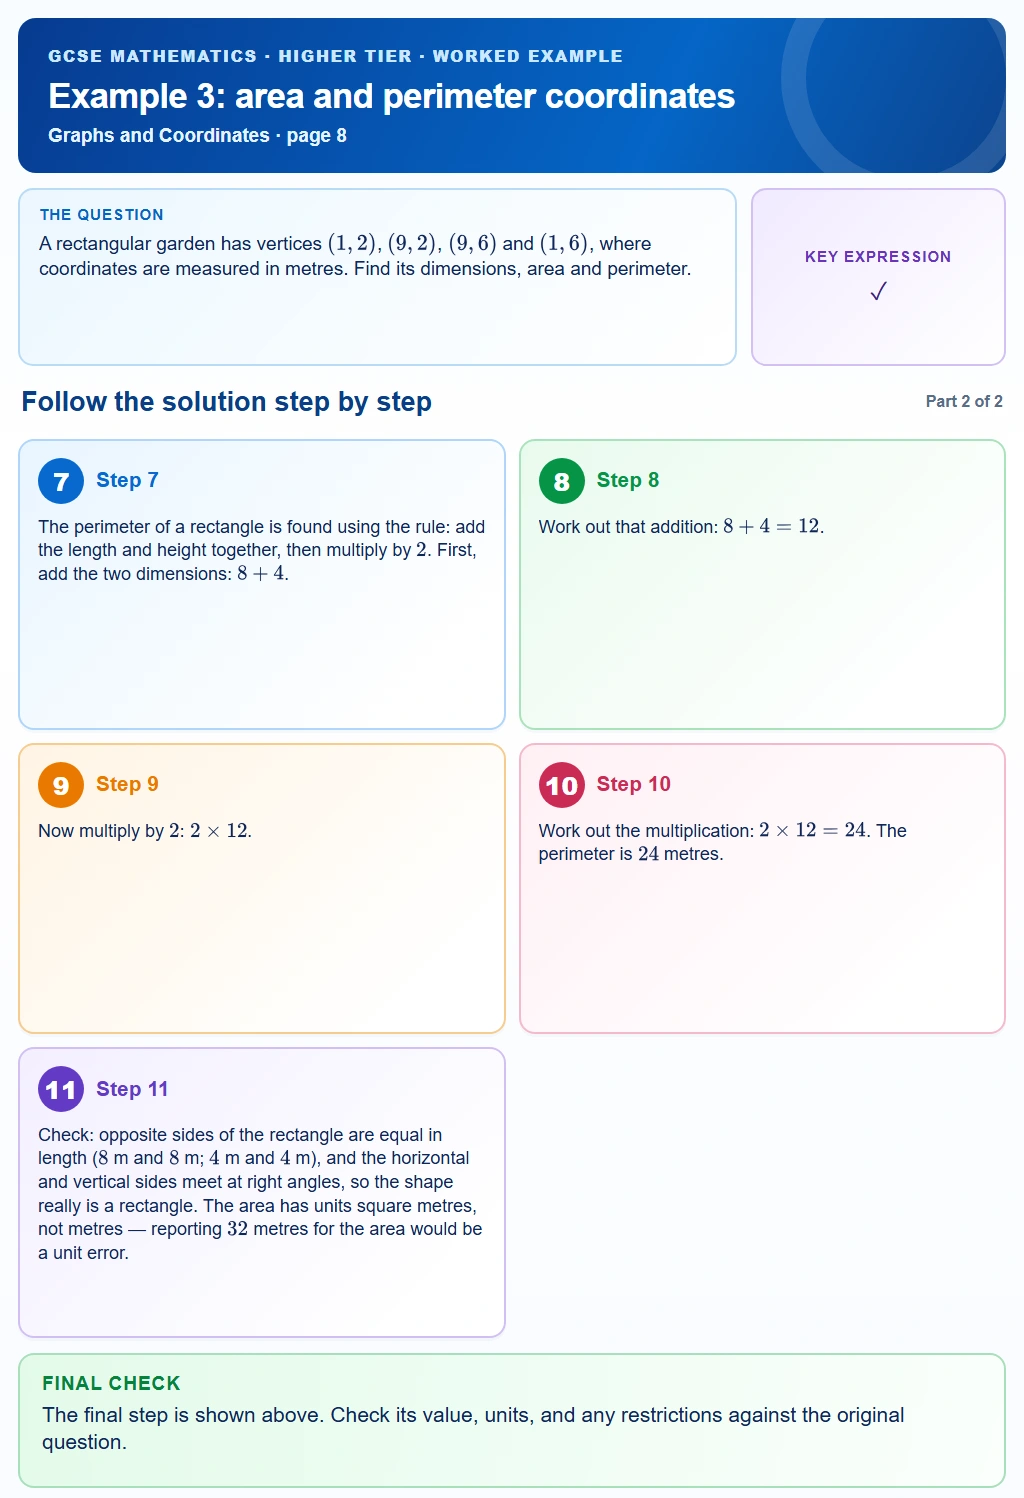 GCSE MATHEMATICS · HIGHER TIER · WORKED EXAMPLE
Example 3: area and perimeter coordinates
Graphs and Coordinates · page 8
THE QUESTION
A rectangular garden has vertices (1, 2), (9, 2), (9, 6) and (1, 6), where
coordinates are measured in metres. Find its dimensions, area and perimeter.
KEY EXPRESSION
✓
Follow the solution step by step
Part 2 of 2
7 Step 7
The perimeter of a rectangle is found using the rule: add
the length and height together, then multiply by 2. First,
add the two dimensions: 8 + 4.
8 Step 8
Work out that addition: 8 + 4 = 12.
9 Step 9
Now multiply by 2: 2 × 12.
10 Step 10
Work out the multiplication: 2 × 12 = 24. The
perimeter is 24 metres.
11 Step 11
Check: opposite sides of the rectangle are equal in
length (8 m and 8 m; 4 m and 4 m), and the horizontal
and vertical sides meet at right angles, so the shape
really is a rectangle. The area has units square metres,
not metres — reporting 32 metres for the area would be
a unit error.
FINAL CHECK
The final step is shown above. Check its value, units, and any restrictions against the original
question.